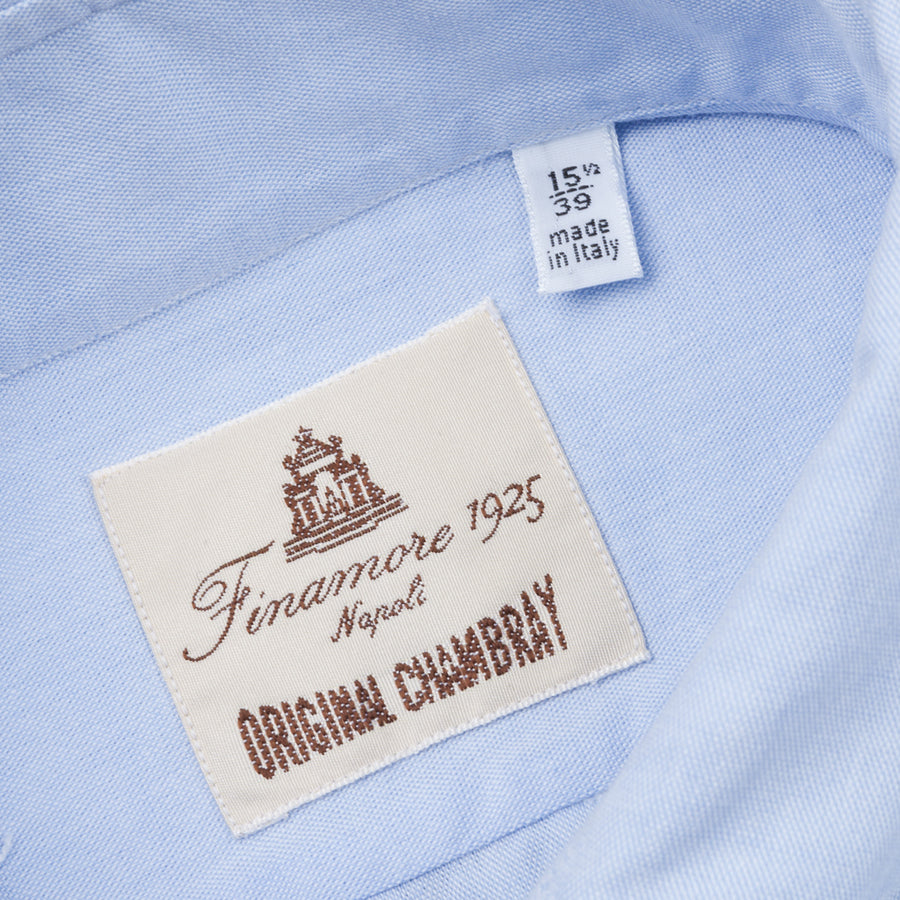 15½
39
made
in Italy
Finamore 1925
Napoli
ORIGINAL CHAMBRAY